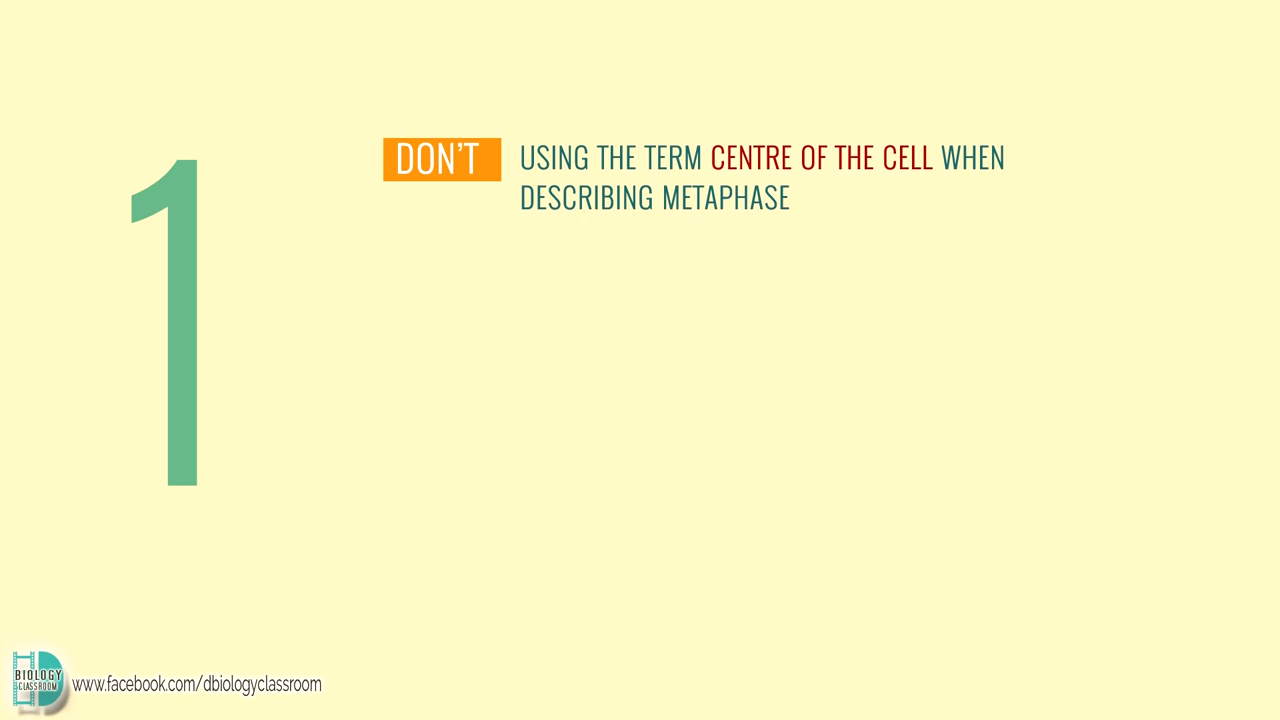 1
DON'T USING THE TERM CENTRE OF THE CELL WHEN
DESCRIBING METAPHASE
BIOLOGY
CLASSROOM
www.facebook.com/dbiologyclassroom